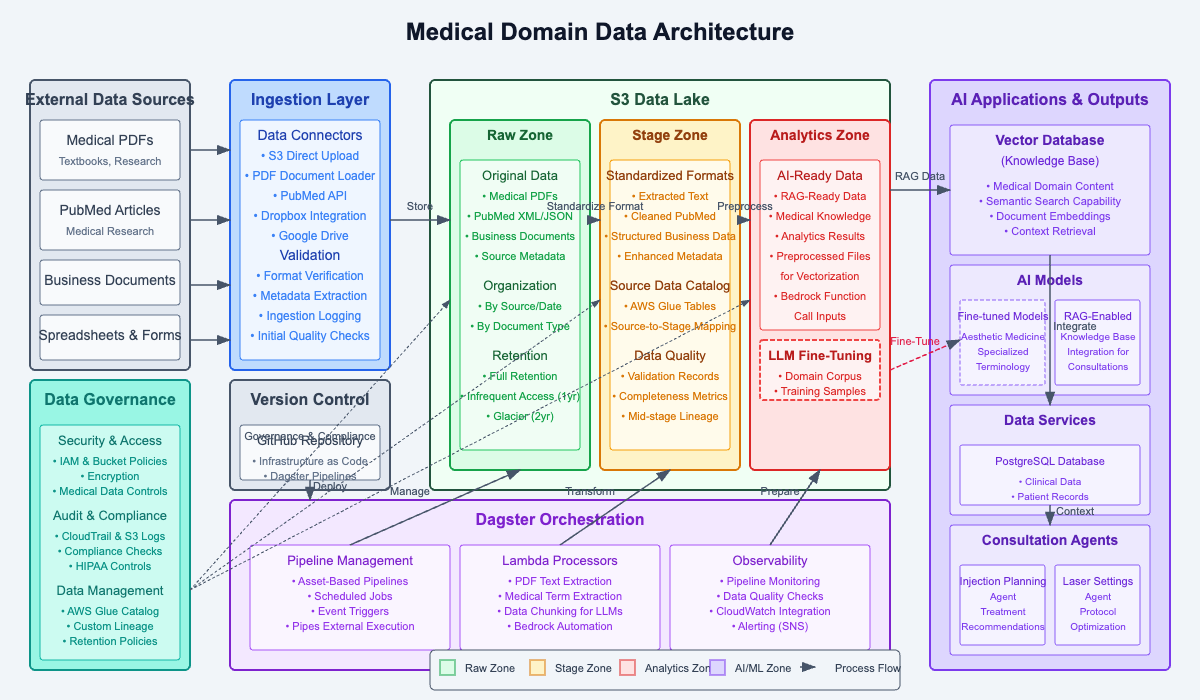 Medical Domain Data Architecture
External Data Sources
Medical PDFs
Textbooks, Research
PubMed Articles
Medical Research
Business Documents
Spreadsheets & Forms
Ingestion Layer
Data Connectors
• S3 Direct Upload
• PDF Document Loader
• PubMed API
• Dropbox Integration
• Google Drive
Validation
• Format Verification
• Metadata Extraction
• Ingestion Logging
• Initial Quality Checks
Store
S3 Data Lake
Raw Zone
Original Data
• Medical PDFs
• PubMed XML/JSON
• Business Documents
• Source Metadata
Organization
• By Source/Date
• By Document Type
Retention
• Full Retention
• Infrequent Access (1yr)
• Glacier (2yr)
Standardize Format
Stage Zone
Standardized Formats
• Extracted Text
• Cleaned PubMed
• Structured Business Data
• Enhanced Metadata
Source Data Catalog
• AWS Glue Tables
• Source-to-Stage Mapping
Data Quality
• Validation Records
• Completeness Metrics
• Mid-stage Lineage
Preprocess
Analytics Zone
AI-Ready Data
• RAG-Ready Data
• Medical Knowledge
• Analytics Results
• Preprocessed Files
for Vectorization
• Bedrock Function
Call Inputs
LLM Fine-Tuning
• Domain Corpus
• Training Samples
RAG Data
Fine-Tune
AI Applications & Outputs
Vector Database
(Knowledge Base)
• Medical Domain Content
• Semantic Search Capability
• Document Embeddings
• Context Retrieval
AI Models
Fine-tuned Models
Aesthetic Medicine
Specialized
Terminology
RAG-Enabled
Knowledge Base
Integration for
Consultations
Integrate
Data Services
PostgreSQL Database
• Clinical Data
• Patient Records
Context
Consultation Agents
Injection Planning
Agent
Treatment
Recommendations
Laser Settings
Agent
Protocol
Optimization
Data Governance
Security & Access
• IAM & Bucket Policies
• Encryption
• Medical Data Controls
Audit & Compliance
• CloudTrail & S3 Logs
• Compliance Checks
• HIPAA Controls
Data Management
• AWS Glue Catalog
• Custom Lineage
• Retention Policies
Version Control
Governance & Compliance
GitHub Repository
• Infrastructure as Code
• Dagster Pipelines
Deploy
Manage
Transform
Prepare
Dagster Orchestration
Pipeline Management
• Asset-Based Pipelines
• Scheduled Jobs
• Event Triggers
• Pipes External Execution
Lambda Processors
• PDF Text Extraction
• Medical Term Extraction
• Data Chunking for LLMs
• Bedrock Automation
Observability
• Pipeline Monitoring
• Data Quality Checks
• CloudWatch Integration
• Alerting (SNS)
Raw Zone
Stage Zone
Analytics Zone
AI/ML Zone
Process Flow